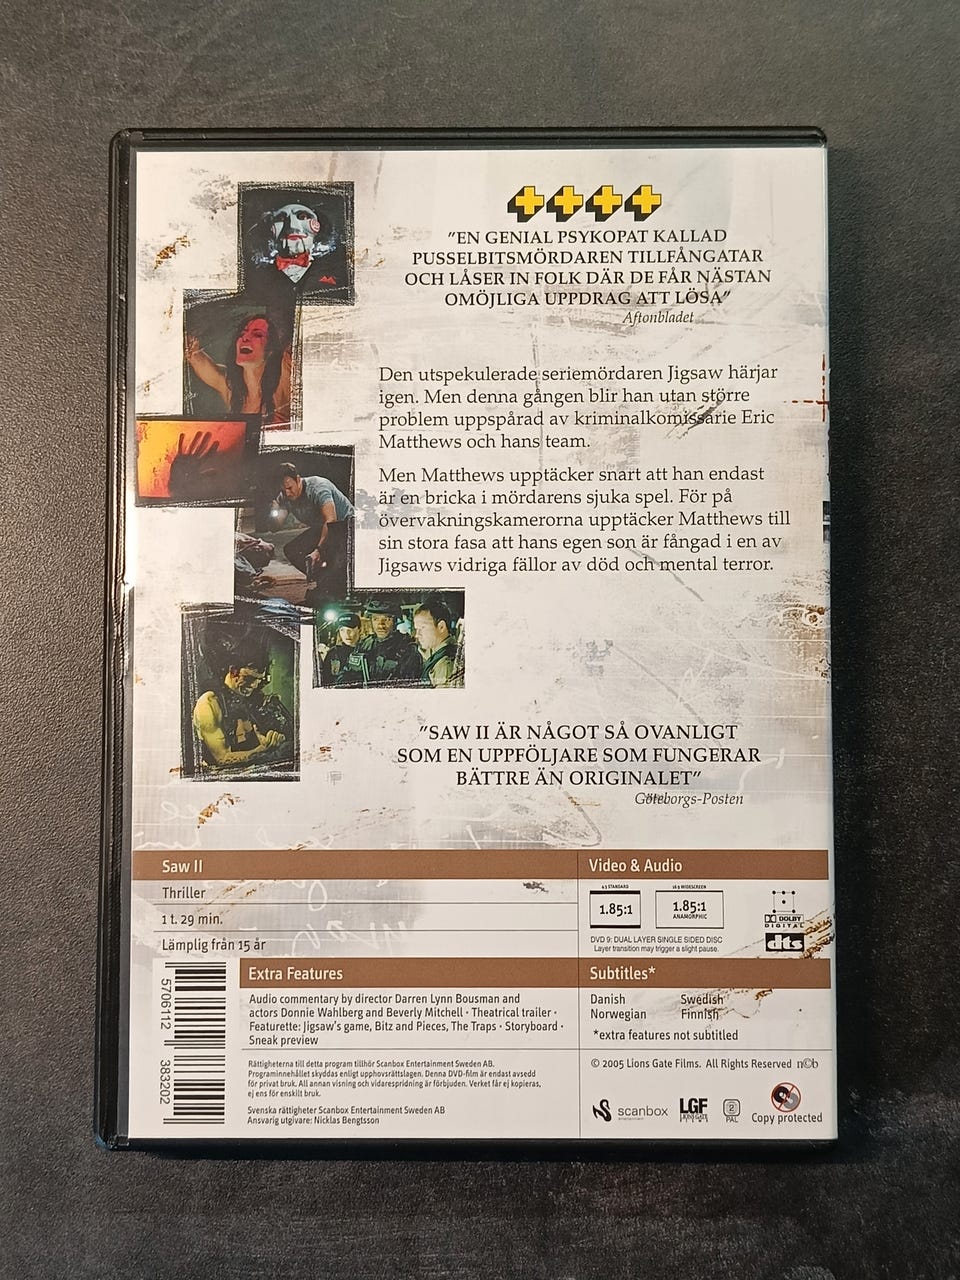 "EN GENIAL PSYKOPAT KALLAD
PUSSELBITSMÖRDAREN TILLFÅNGATAR
OCH LÅSER IN FOLK DÄR DE FÅR NÄSTAN
OMÖJLIGA UPPDRAG ATT LÖSA"
Aftonbladet
Den utspekulerade seriemördaren Jigsaw härjar
igen. Men denna gången blir han utan större
problem uppspårad av kriminalkomissarie Eric
Matthews och hans team.
Men Matthews upptäcker snart att han endast
är en bricka i mördarens sjuka spel. För på
övervakningskamerorna upptäcker Matthews till
sin stora fasa att hans egen son är fångad i en av
Jigsaws vidriga fällor av död och mental terror.
"SAW II ÄR NÅGOT SÅ OVANLIGT
SOM EN UPPFÖLJARE SOM FUNGERAR
BÄTTRE ÄN ORIGINALET"
Göteborgs-Posten
Saw II
Thriller
1 t. 29 min.
Lämplig från 15 år
Video & Audio
4:3 STANDARD
1.85:1
16:9 WIDESCREEN
1.85:1
ANAMORPHIC
DOLBY
DIGITAL
dts
DVD 9: DUAL LAYER SINGLE SIDED DISC
Layer transition may trigger a slight pause.
5706112 383202
Extra Features
Audio commentary by director Darren Lynn Bousman and
actors Donnie Wahlberg and Beverly Mitchell · Theatrical trailer ·
Featurette: Jigsaw's game, Bitz and Pieces, The Traps · Storyboard ·
Sneak preview
Subtitles*
Danish Swedish
Norwegian Finnish
*extra features not subtitled
Rättigheterna till detta program tillhör Scanbox Entertainment Sweden AB.
Programinnehållet skyddas enligt upphovsrättslagen. Denna DVD-film är endast avsedd
för privat bruk. All annan visning och vidarespridning är förbjuden. Verket får ej kopieras,
ej ens för enskilt bruk.
Svenska rättigheter Scanbox Entertainment Sweden AB
Ansvarig utgivare: Nicklas Bengtsson
© 2005 Lions Gate Films. All Rights Reserved n©b
scanbox
entertainment
LGF
LIONS GATE
2
PAL
Copy protected